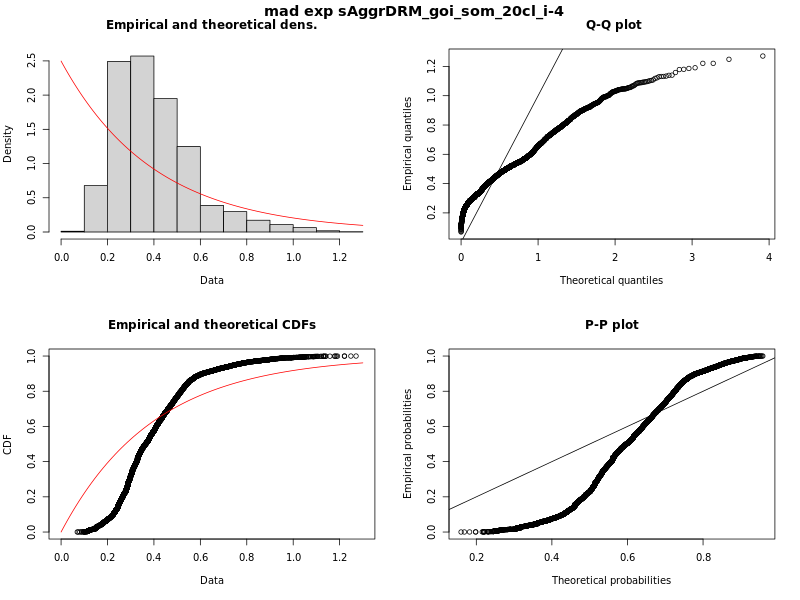 mad exp sAggrDRM_goi_som_20cl_i-4
Empirical and theoretical dens.
Density
0.0 0.5 1.0 1.5 2.0 2.5
0.0 0.2 0.4 0.6 0.8 1.0 1.2
Data
Q-Q plot
Empirical quantiles
0.2 0.4 0.6 0.8 1.0 1.2
0 1 2 3 4
Theoretical quantiles
Empirical and theoretical CDFs
CDF
0.0 0.2 0.4 0.6 0.8 1.0
0.0 0.2 0.4 0.6 0.8 1.0 1.2
Data
P-P plot
Empirical probabilities
0.0 0.2 0.4 0.6 0.8 1.0
0.2 0.4 0.6 0.8
Theoretical probabilities